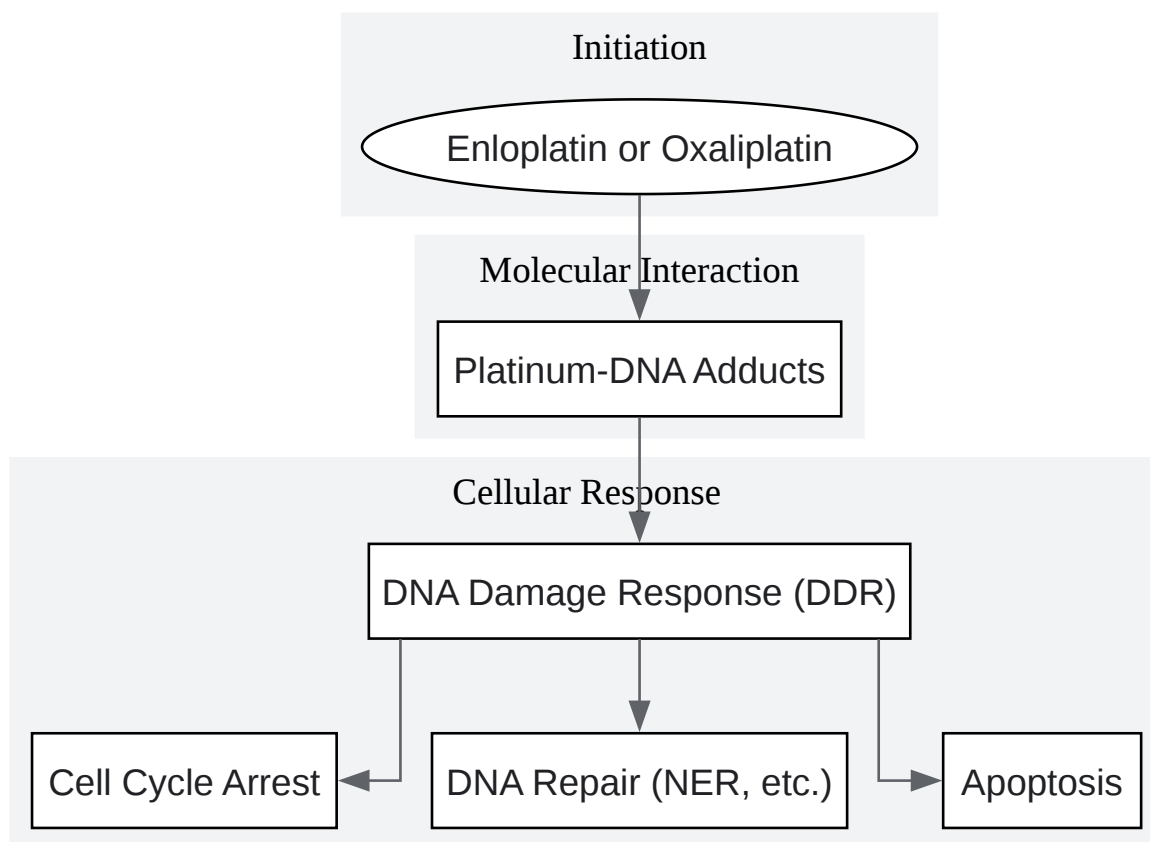 Initiation
Enloplatin or Oxaliplatin
Molecular Interaction
Platinum-DNA Adducts
Cellular Response
DNA Damage Response (DDR)
Cell Cycle Arrest
DNA Repair (NER, etc.)
Apoptosis